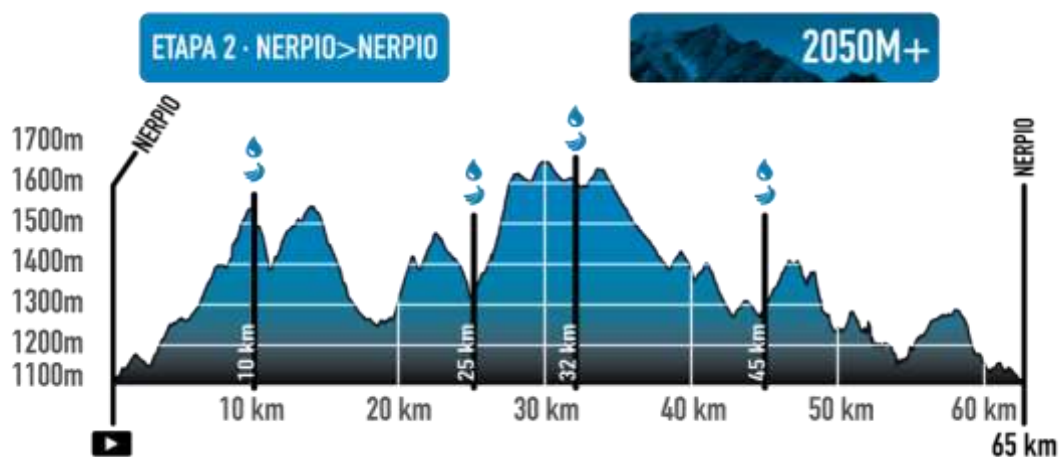 ETAPA 2 · NERPIO>NERPIO
2050M+
NERPIO
NERPIO
1700m
1600m
1500m
1400m
1300m
1200m
1100m
10 km
25 km
32 km
45 km
10 km
20 km
30 km
40 km
50 km
60 km
65 km